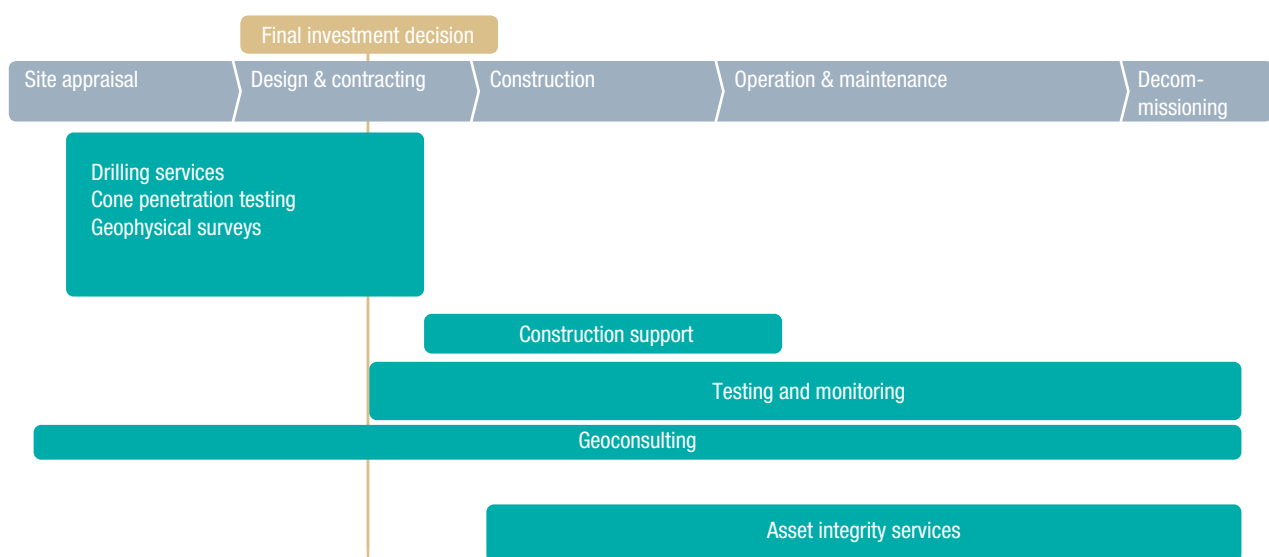 Final investment decision
Site appraisal
Design & contracting
Construction
Operation & maintenance
Decom-
missioning
Drilling services
Cone penetration testing
Geophysical surveys
Construction support
Testing and monitoring
Geoconsulting
Asset integrity services